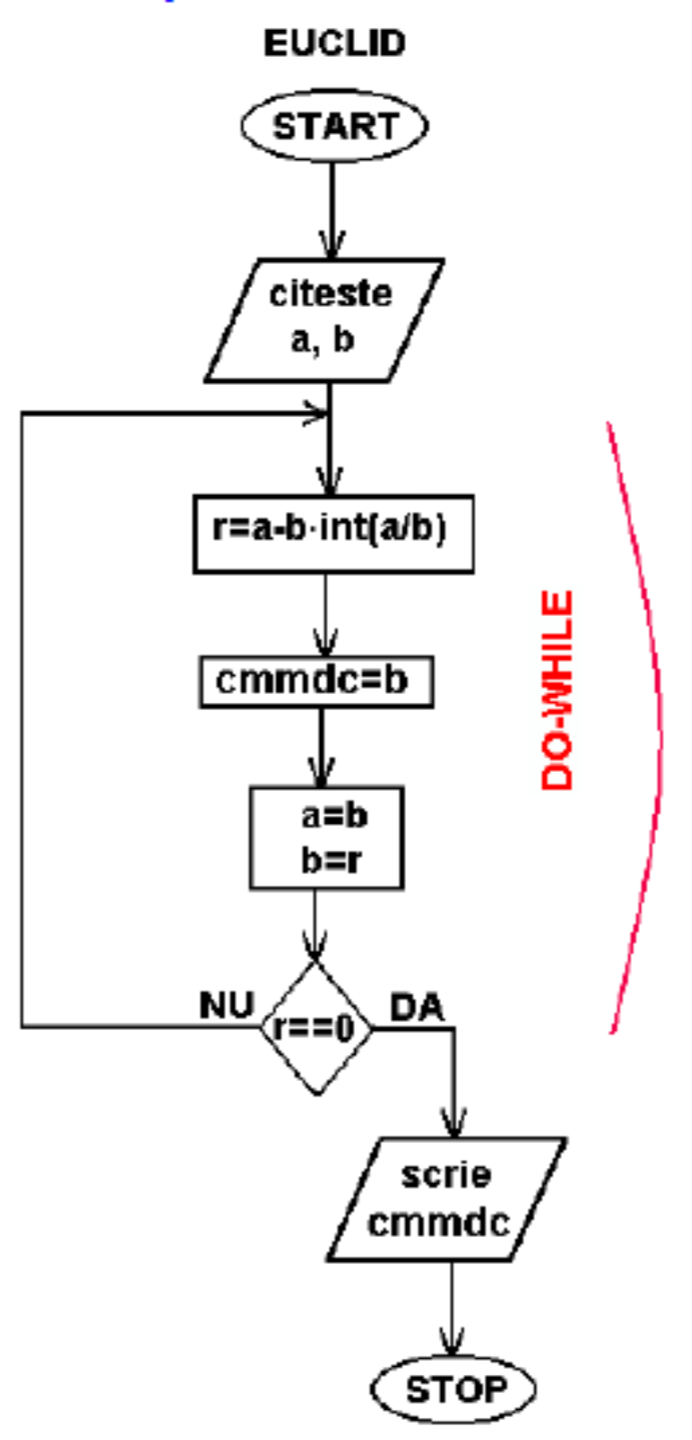 EUCLID
START
citeste
a, b
r=a-b·int(a/b)
cmmdc=b
DO-WHILE
a=b
b=r
NU
r==0
DA
scrie
cmmdc
STOP